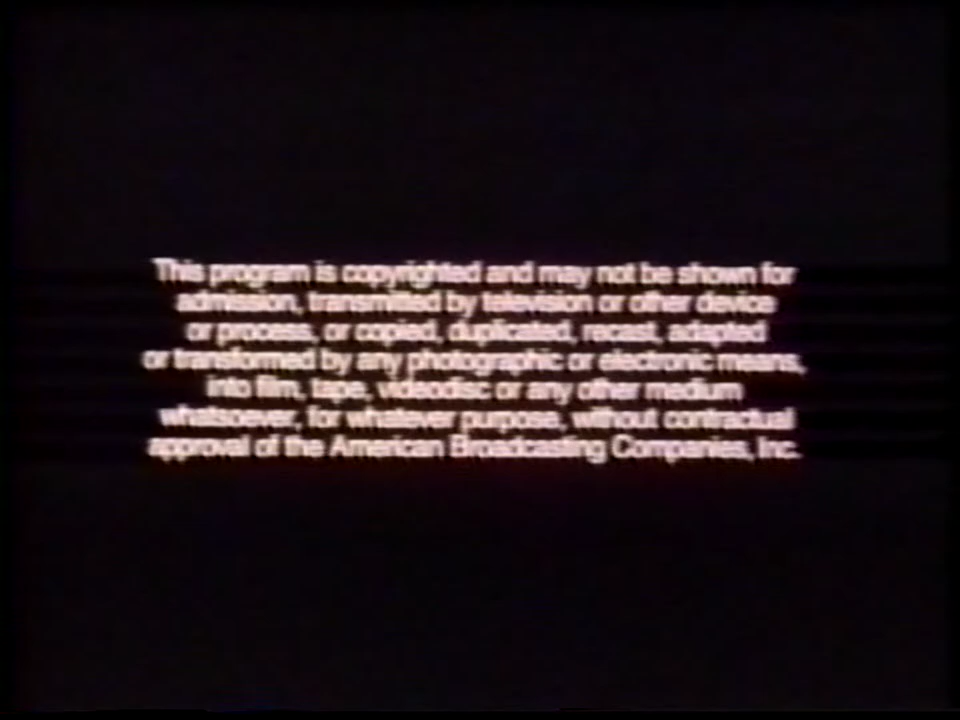 This program is copyrighted and may not be shown for
admission, transmitted by television or other device
or process, or copied, duplicated, recast, adapted
or transformed by any photographic or electronic means,
into film, tape, videodisc or any other medium
whatsoever, for whatever purpose, without contractual
approval of the American Broadcasting Companies, Inc.